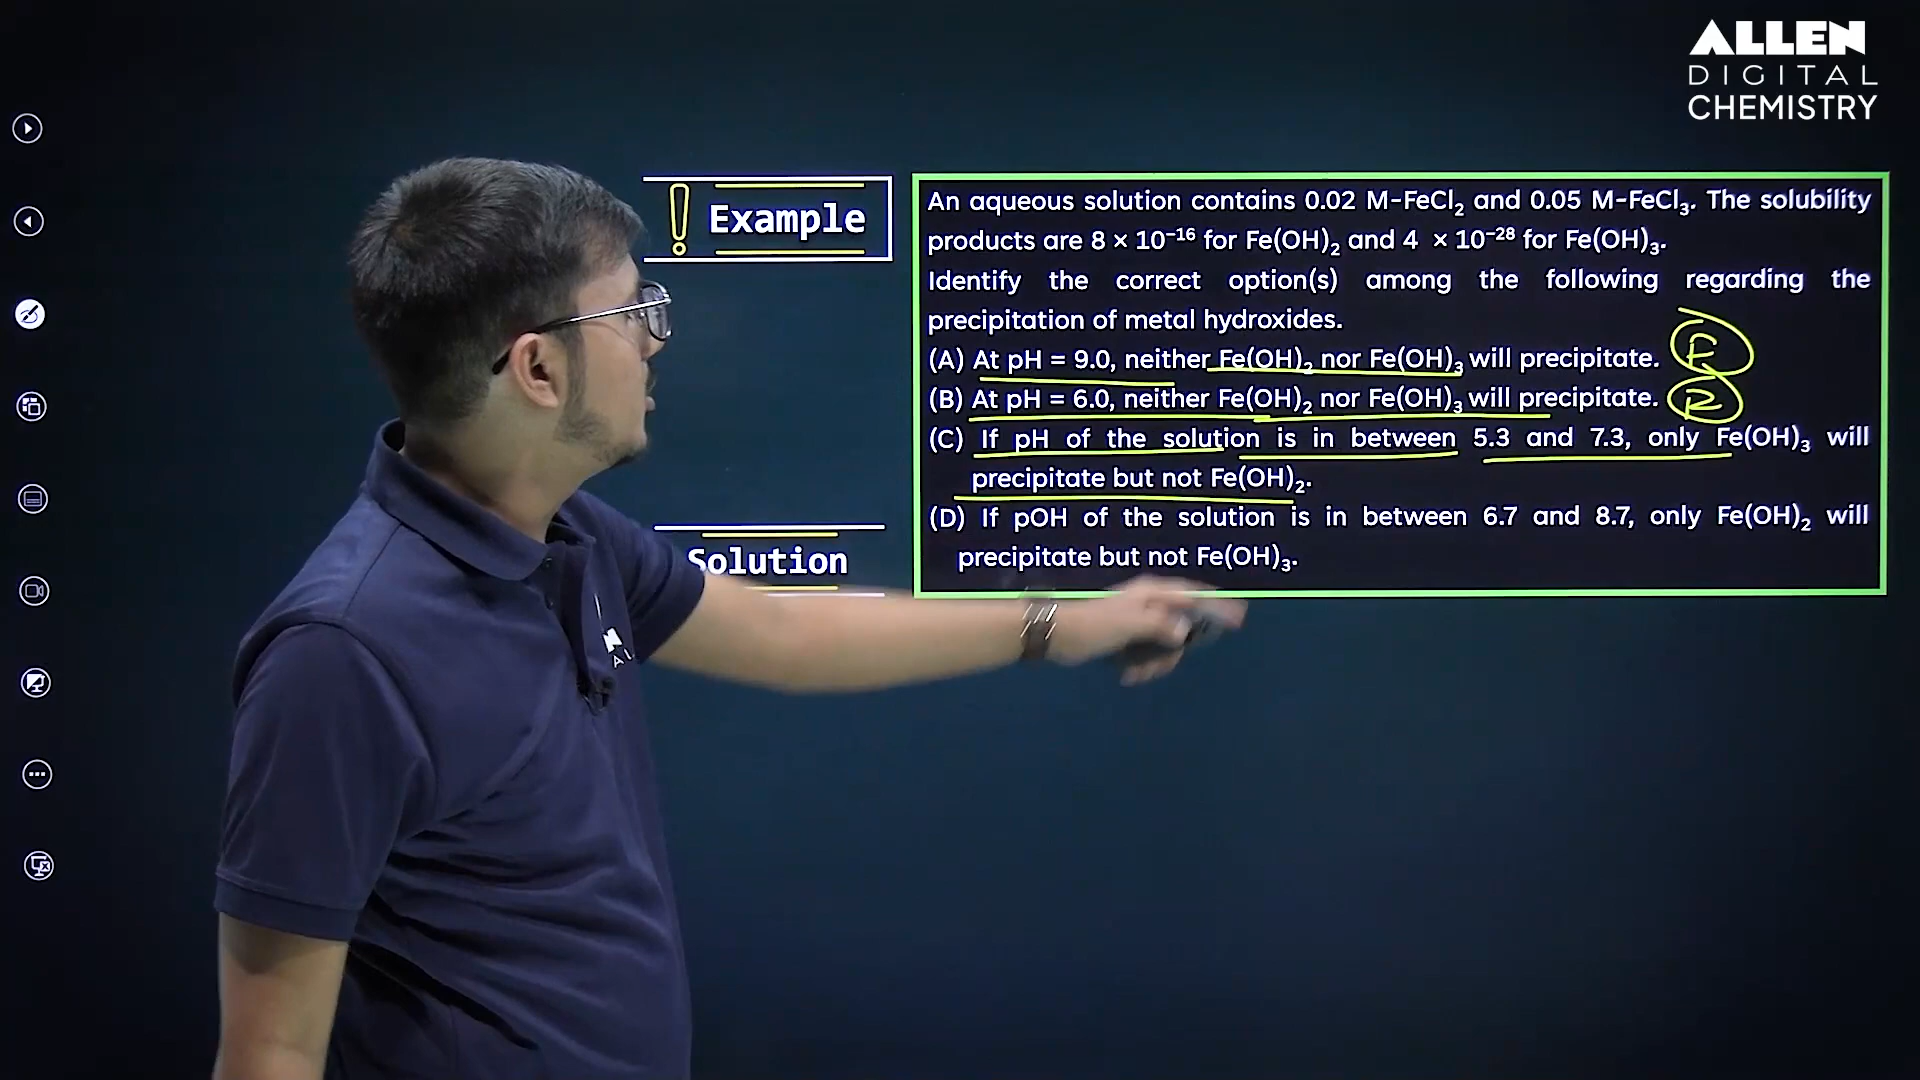 ALLEN
DIGITAL
CHEMISTRY
! Example
An aqueous solution contains 0.02 M-FeCl₂ and 0.05 M-FeCl₃. The solubility
products are 8 × 10⁻¹⁶ for Fe(OH)₂ and 4 × 10⁻²⁸ for Fe(OH)₃.
Identify the correct option(s) among the following regarding the
precipitation of metal hydroxides.
(A) At pH = 9.0, neither Fe(OH)₂ nor Fe(OH)₃ will precipitate. F
(B) At pH = 6.0, neither Fe(OH)₂ nor Fe(OH)₃ will precipitate.
(C) If pH of the solution is in between 5.3 and 7.3, only Fe(OH)₃ will
precipitate but not Fe(OH)₂.
(D) If pOH of the solution is in between 6.7 and 8.7, only Fe(OH)₂ will
precipitate but not Fe(OH)₃.
Solution